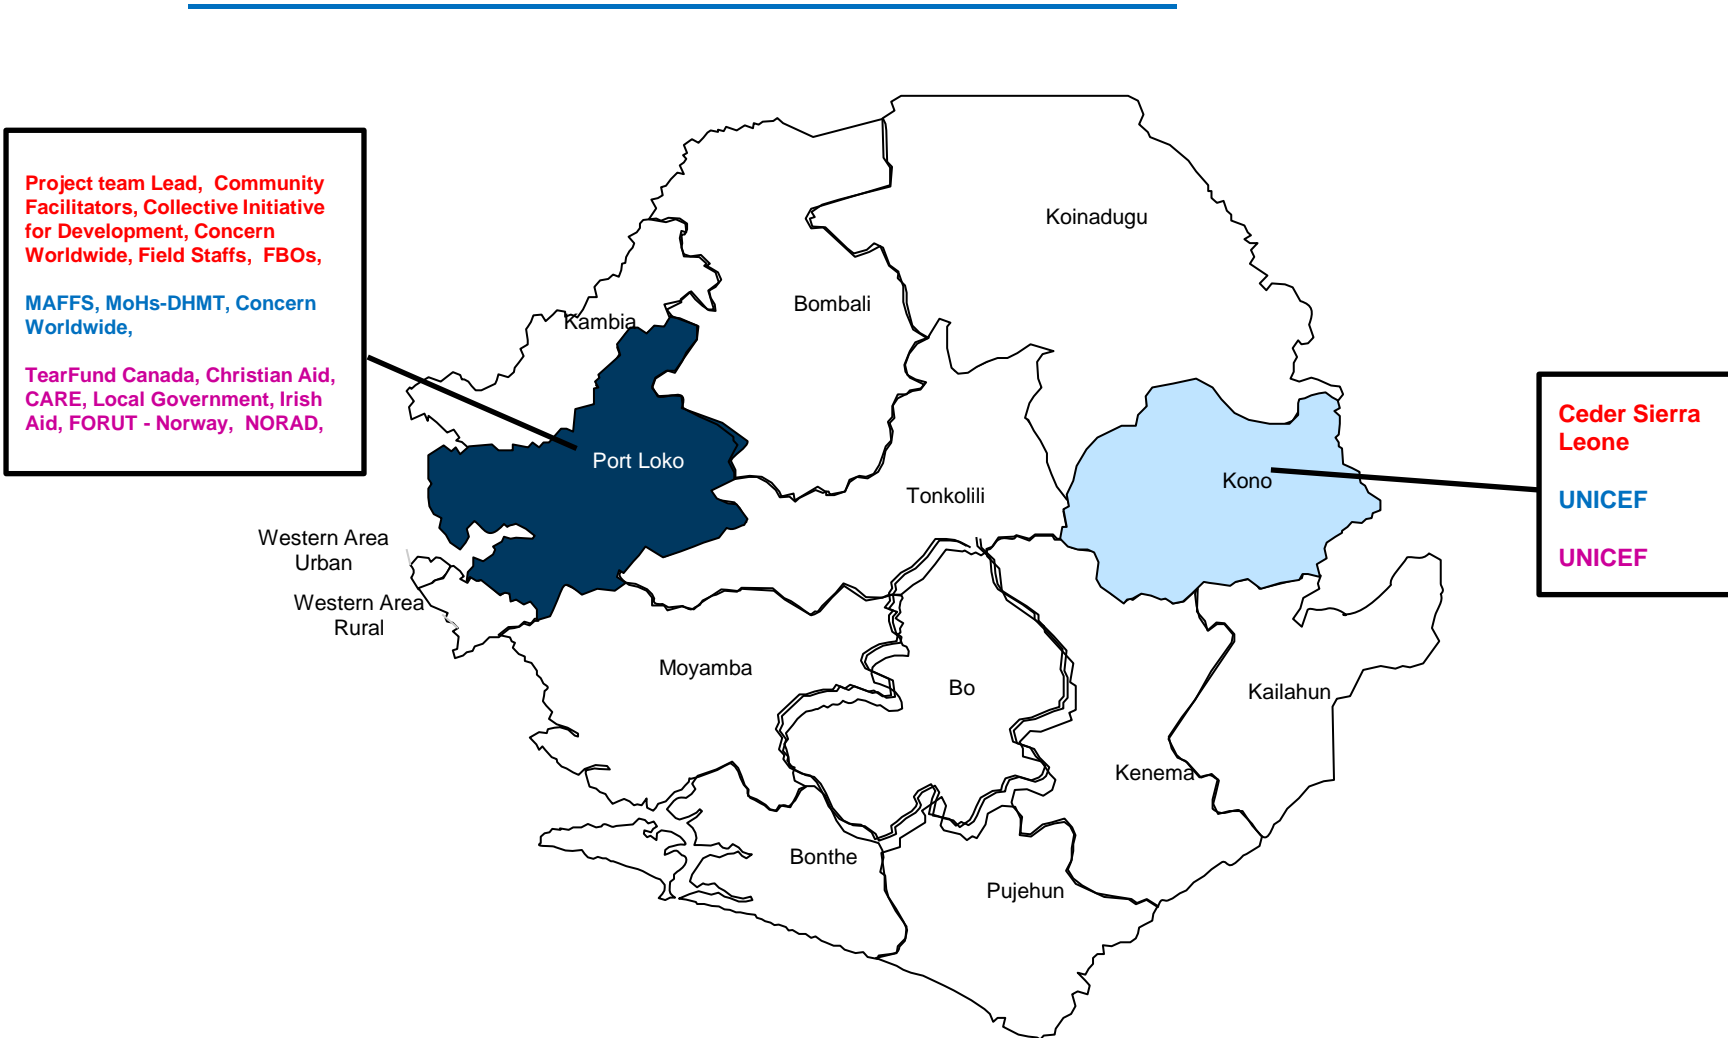 Project team Lead,  Community
Facilitators, Collective Initiative
for Development, Concern
Worldwide, Field Staffs,  FBOs,
MAFFS, MoHs-DHMT, Concern
Worldwide,
TearFund Canada, Christian Aid,
CARE, Local Government, Irish
Aid, FORUT - Norway,  NORAD,
Koinadugu
Bombali
Kambia
Port Loko
Tonkolili
Kono
Western Area
Urban
Western Area
Rural
Moyamba
Bo
Kailahun
Kenema
Bonthe
Pujehun
Ceder Sierra
Leone
UNICEF
UNICEF